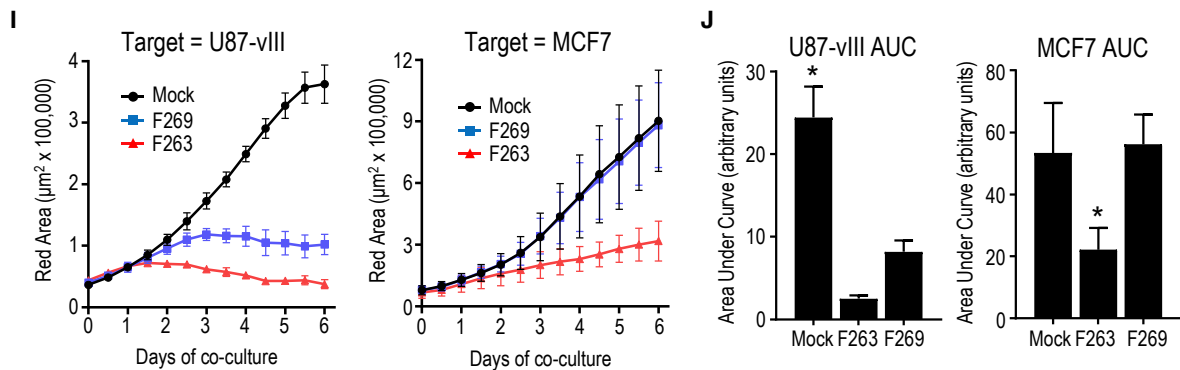 I
Target = U87-vIII
Red Area (µm² x 100,000)
4
3
2
1
0
Mock
F269
F263
0 1 2 3 4 5 6
Days of co-culture
Target = MCF7
Red Area (µm² x 100,000)
12
9
6
3
0
Mock
F269
F263
0 1 2 3 4 5 6
Days of co-culture
J
U87-vIII AUC
Area Under Curve (arbitrary units)
30
20
10
0
*
Mock F263 F269
MCF7 AUC
Area Under Curve (arbitrary units)
80
60
40
20
0
*
Mock F263 F269